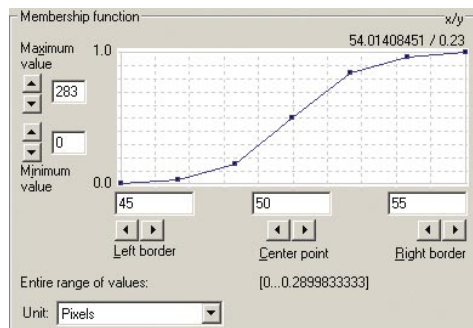 Membership function
x/y
54.01408451 / 0.23
Maximum value
1.0
283
0
Minimum value
0.0
45
50
55
Left border
Center point
Right border
Entire range of values:
[0...0.2899833333]
Unit:
Pixels